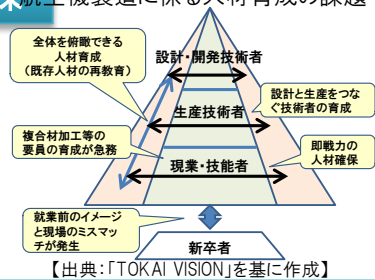 航空機製造に係る人材育成の課題
全体を俯瞰できる
人材育成
(既存人材の再教育)
設計・開発技術者
設計と生産をつな
ぐ技術者の育成
生産技術者
複合材加工等の
要員の育成が急務
即戦力の
人材確保
現業・技能者
就業前のイメージ
と現場のミスマッ
チが発生
新卒者
【出典:「TOKAI VISION」を基に作成】